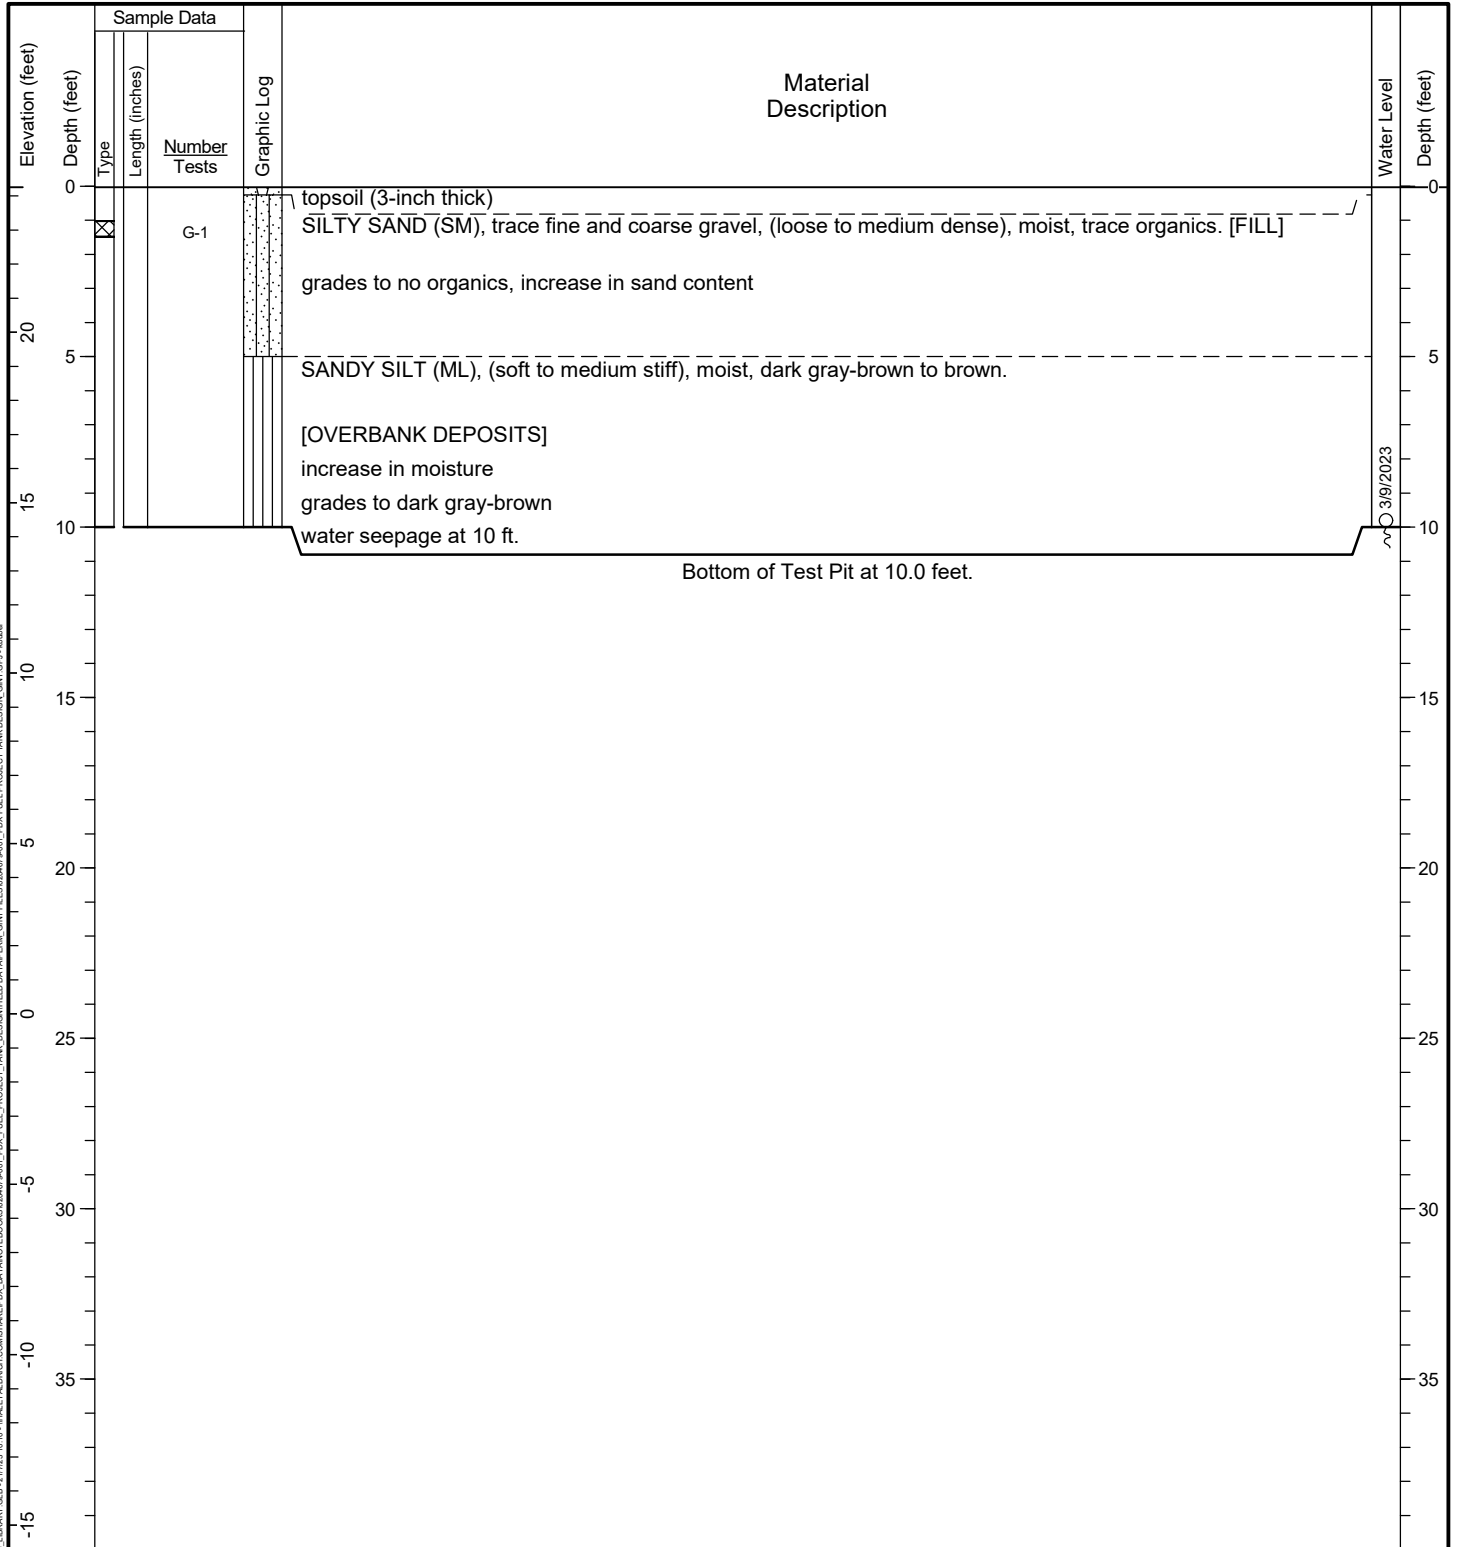 Sample Data
Elevation (feet)
Depth (feet)
Type
Length (inches)
Number
Tests
Graphic Log
Material
Description
Water Level
Depth (feet)
0
0
topsoil (3-inch thick)
G-1
SILTY SAND (SM), trace fine and coarse gravel, (loose to medium dense), moist, trace organics. [FILL]
grades to no organics, increase in sand content
20
5
5
SANDY SILT (ML), (soft to medium stiff), moist, dark gray-brown to brown.
[OVERBANK DEPOSITS]
increase in moisture
15
grades to dark gray-brown
3/9/2023
10
10
water seepage at 10 ft.
Bottom of Test Pit at 10.0 feet.
10
15
15
5
20
20
0
25
25
-5
30
30
-10
35
35
-15